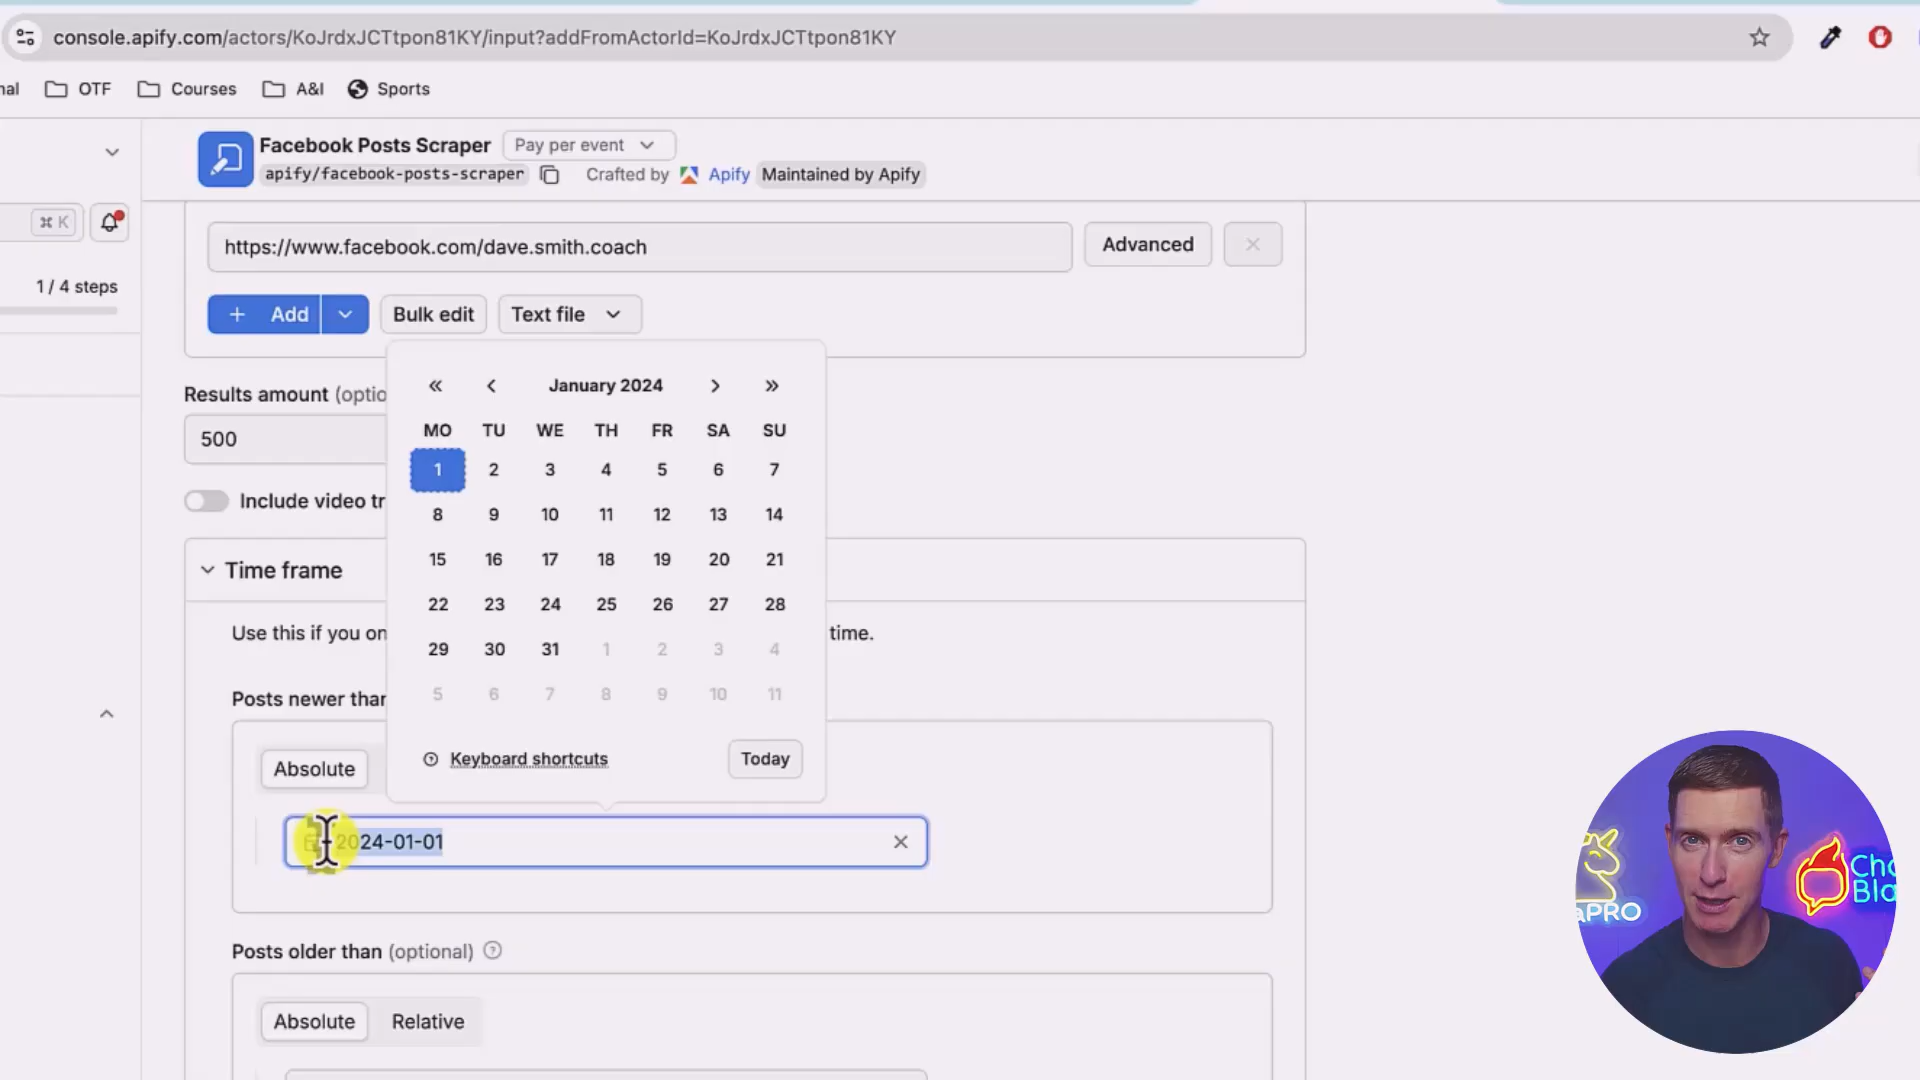 console.apify.com/actors/KoJrdxJCTtpon81KY/input?addFromActorId=KoJrdxJCTtpon81KY
nal OTF Courses A&I Sports
Facebook Posts Scraper Pay per event
apify/facebook-posts-scraper Crafted by Apify Maintained by Apify
⌘ K
https://www.facebook.com/dave.smith.coach Advanced
1 / 4 steps
+ Add Bulk edit Text file
« ‹ January 2024 › »
Results amount (optio
MO TU WE TH FR SA SU
500
1 2 3 4 5 6 7
Include video tr
8 9 10 11 12 13 14
15 16 17 18 19 20 21
Time frame
22 23 24 25 26 27 28
Use this if you on time.
29 30 31 1 2 3 4
5 6 7 8 9 10 11
Posts newer than
Keyboard shortcuts Today
Absolute
2024-01-01
Posts older than (optional)
Absolute Relative
aPRO
Cha
Bla